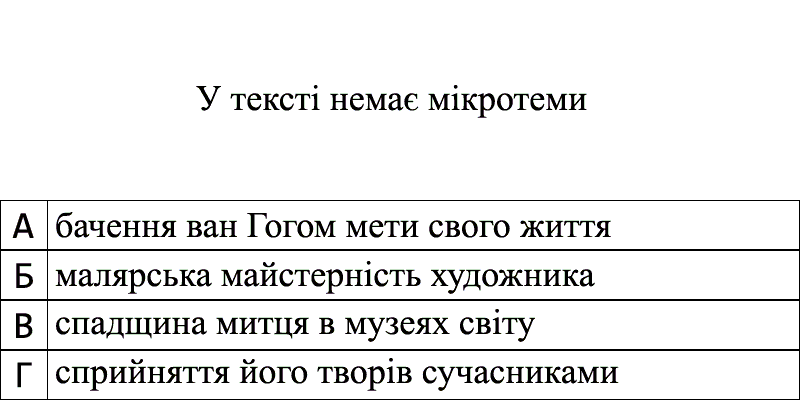 У тексті немає мікротеми
А бачення ван Гогом мети свого життя
Б малярська майстерність художника
В спадщина митця в музеях світу
Г сприйняття його творів сучасниками